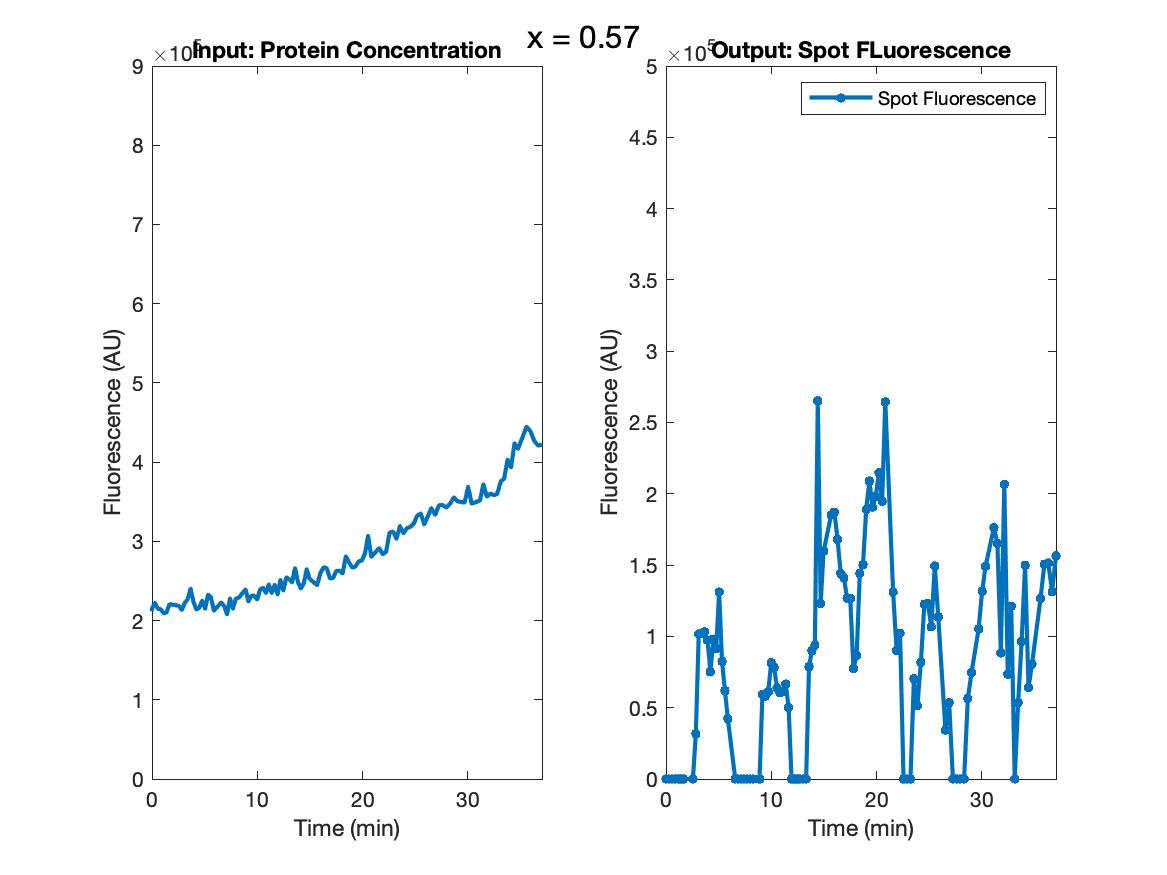 x = 0.57
×10⁵
Input: Protein Concentration
9
8
7
6
5
4
3
2
1
0
Fluorescence (AU)
0 10 20 30
Time (min)
×10⁵
Output: Spot FLuorescence
Spot Fluorescence
5
4.5
4
3.5
3
2.5
2
1.5
1
0.5
0
Fluorescence (AU)
0 10 20 30
Time (min)